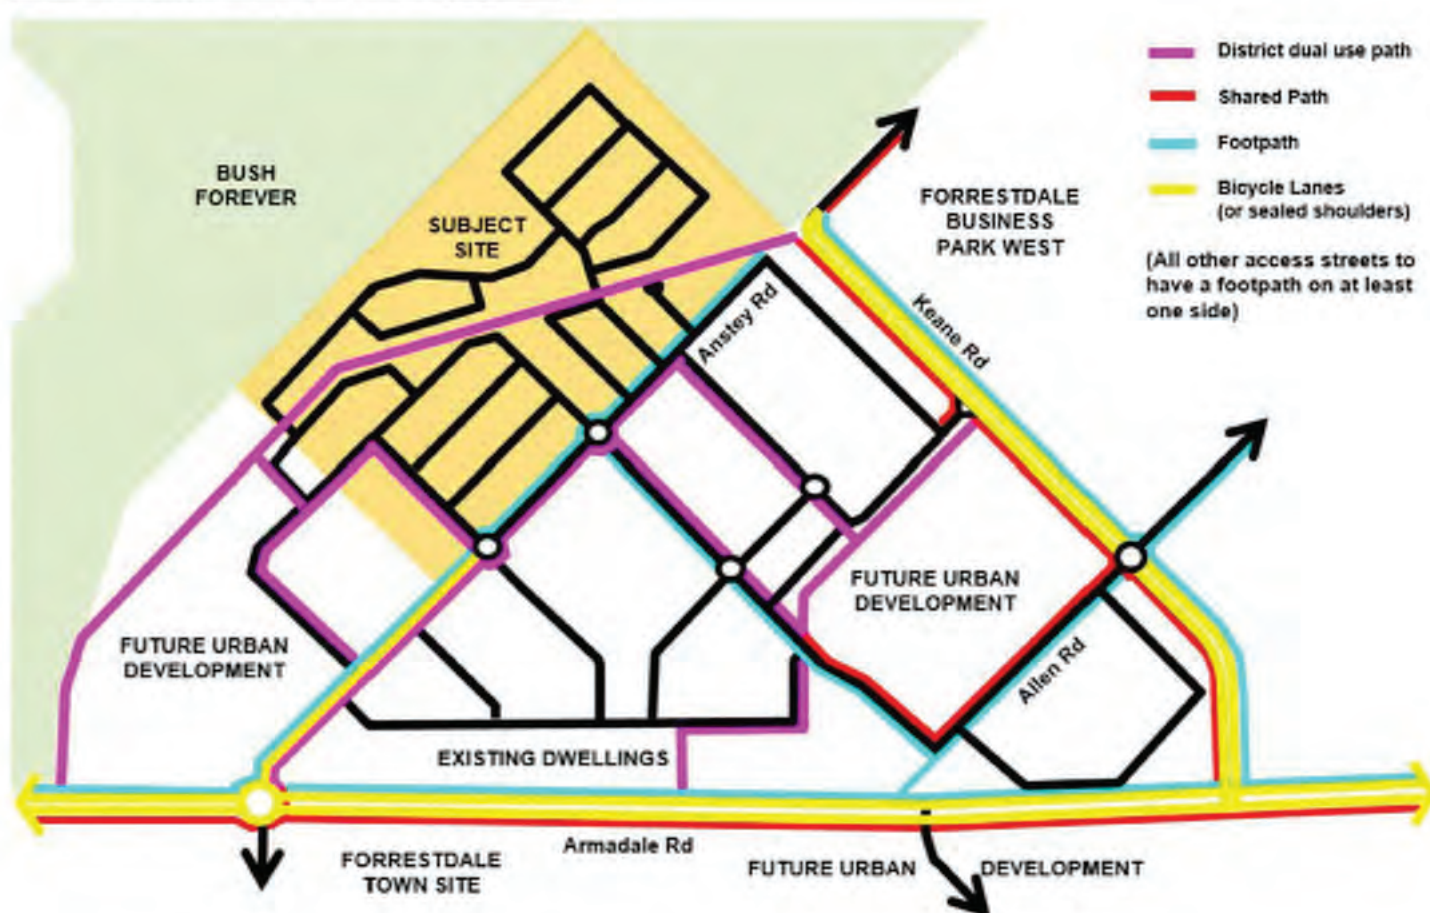 District dual use path
Shared Path
Footpath
Bicycle Lanes
(or sealed shoulders)
(All other access streets to
have a footpath on at least
one side)
BUSH
FOREVER
SUBJECT
SITE
FORRESTDALE
BUSINESS
PARK WEST
Anstey Rd
Keane Rd
FUTURE URBAN
DEVELOPMENT
FUTURE URBAN
DEVELOPMENT
Allen Rd
EXISTING DWELLINGS
Armadale Rd
FORRESTDALE
TOWN SITE
FUTURE URBAN DEVELOPMENT